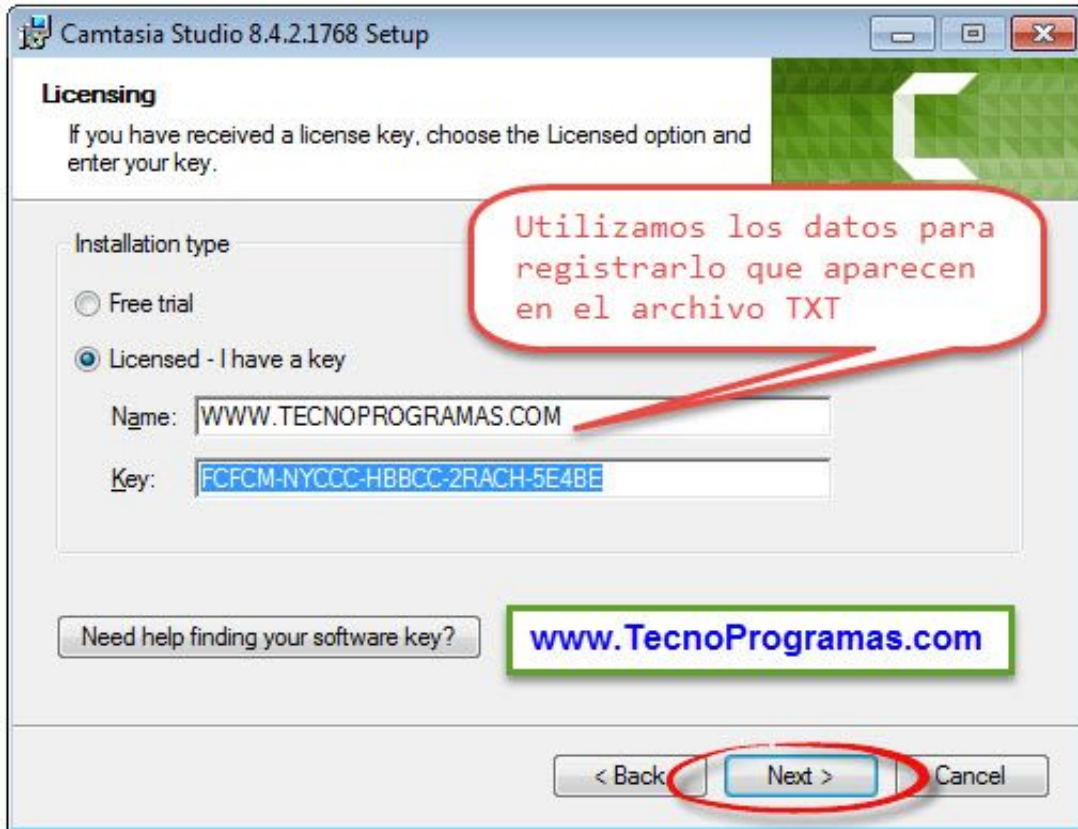 Camtasia Studio 8.4.2.1768 Setup
Licensing
If you have received a license key, choose the Licensed option and
enter your key.
Utilizamos los datos para
registrarlo que aparecen
en el archivo TXT
Installation type
Free trial
Licensed - I have a key
Name: WWW.TECNOPROGRAMAS.COM
Key: FCFCM-NYCCC-HBBCC-2RACH-5E4BE
Need help finding your software key?
www.TecnoProgramas.com
< Back Next > Cancel